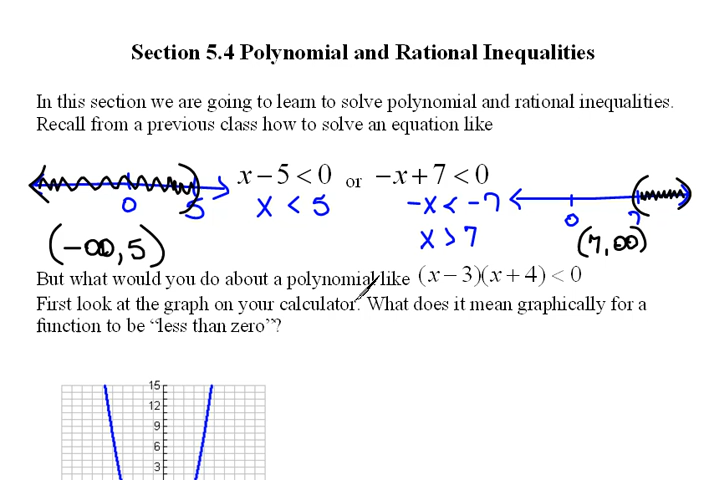 Section 5.4 Polynomial and Rational Inequalities
In this section we are going to learn to solve polynomial and rational inequalities.
Recall from a previous class how to solve an equation like
x − 5 < 0 or −x + 7 < 0
0 5 x < 5 -x < -7 0 7
(-∞, 5) x > 7 (7, ∞)
But what would you do about a polynomial like (x − 3)(x + 4) < 0
First look at the graph on your calculator. What does it mean graphically for a
function to be “less than zero”?
15
12
9
6
3